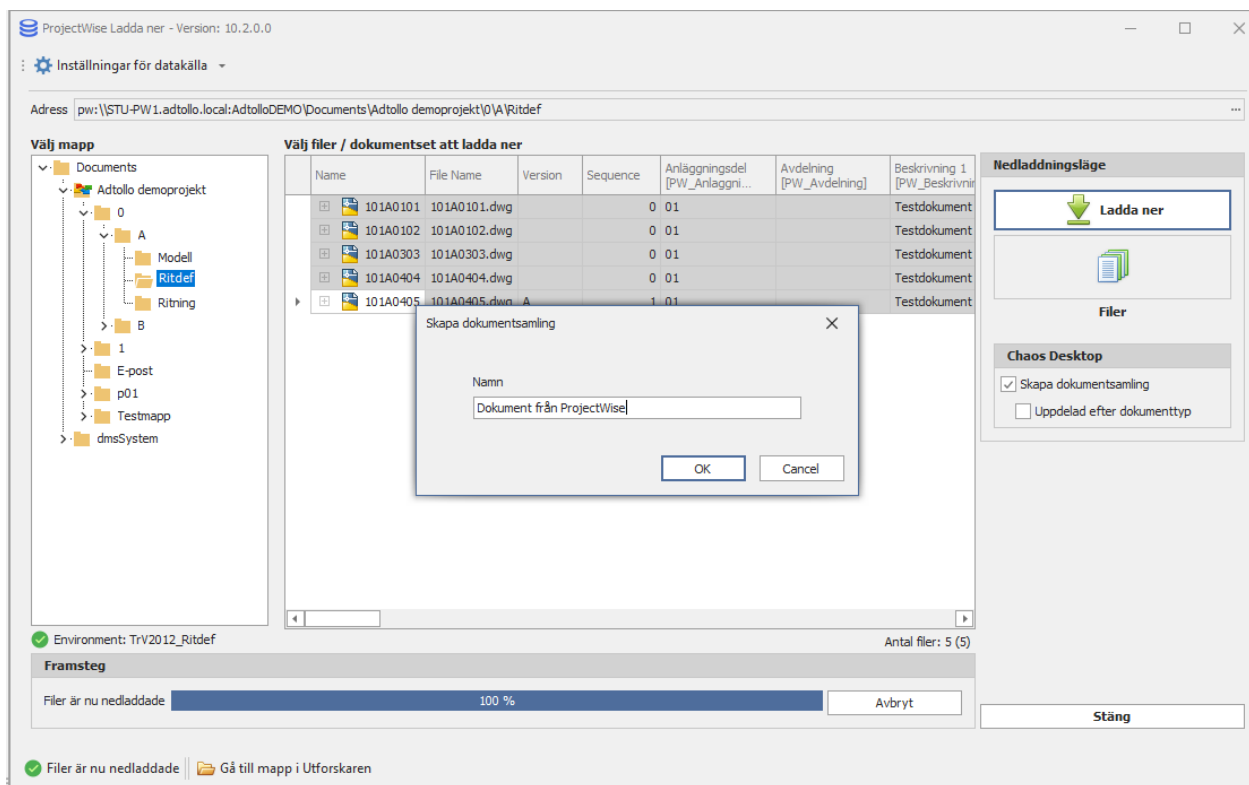 ProjectWise Ladda ner - Version: 10.2.0.0
Inställningar för datakälla
Adress pw:\\STU-PW1.adtollo.local:AdtolloDEMO\Documents\Adtollo demoprojekt\0\A\Ritdef ...
Välj mapp
Documents
Adtollo demoprojekt
0
A
Modell
Ritdef
Ritning
B
1
E-post
p01
Testmapp
dmsSystem
Environment: TrV2012_Ritdef
Välj filer / dokumentset att ladda ner
Name File Name Version Sequence Anläggningsdel [PW_Anlaggni... Avdelning [PW_Avdelning] Beskrivning 1 [PW_Beskrivnin
101A0101 101A0101.dwg 0 01 Testdokument
101A0102 101A0102.dwg 0 01 Testdokument
101A0303 101A0303.dwg 0 01 Testdokument
101A0404 101A0404.dwg 0 01 Testdokument
101A0405 101A0405.dwg A 1 01 Testdokument
Antal filer: 5 (5)
Skapa dokumentsamling
Namn
Dokument från ProjectWise
OK Cancel
Nedladdningsläge
Ladda ner
Filer
Chaos Desktop
Skapa dokumentsamling
Uppdelad efter dokumenttyp
Framsteg
Filer är nu nedladdade 100 % Avbryt
Stäng
Filer är nu nedladdade Gå till mapp i Utforskaren